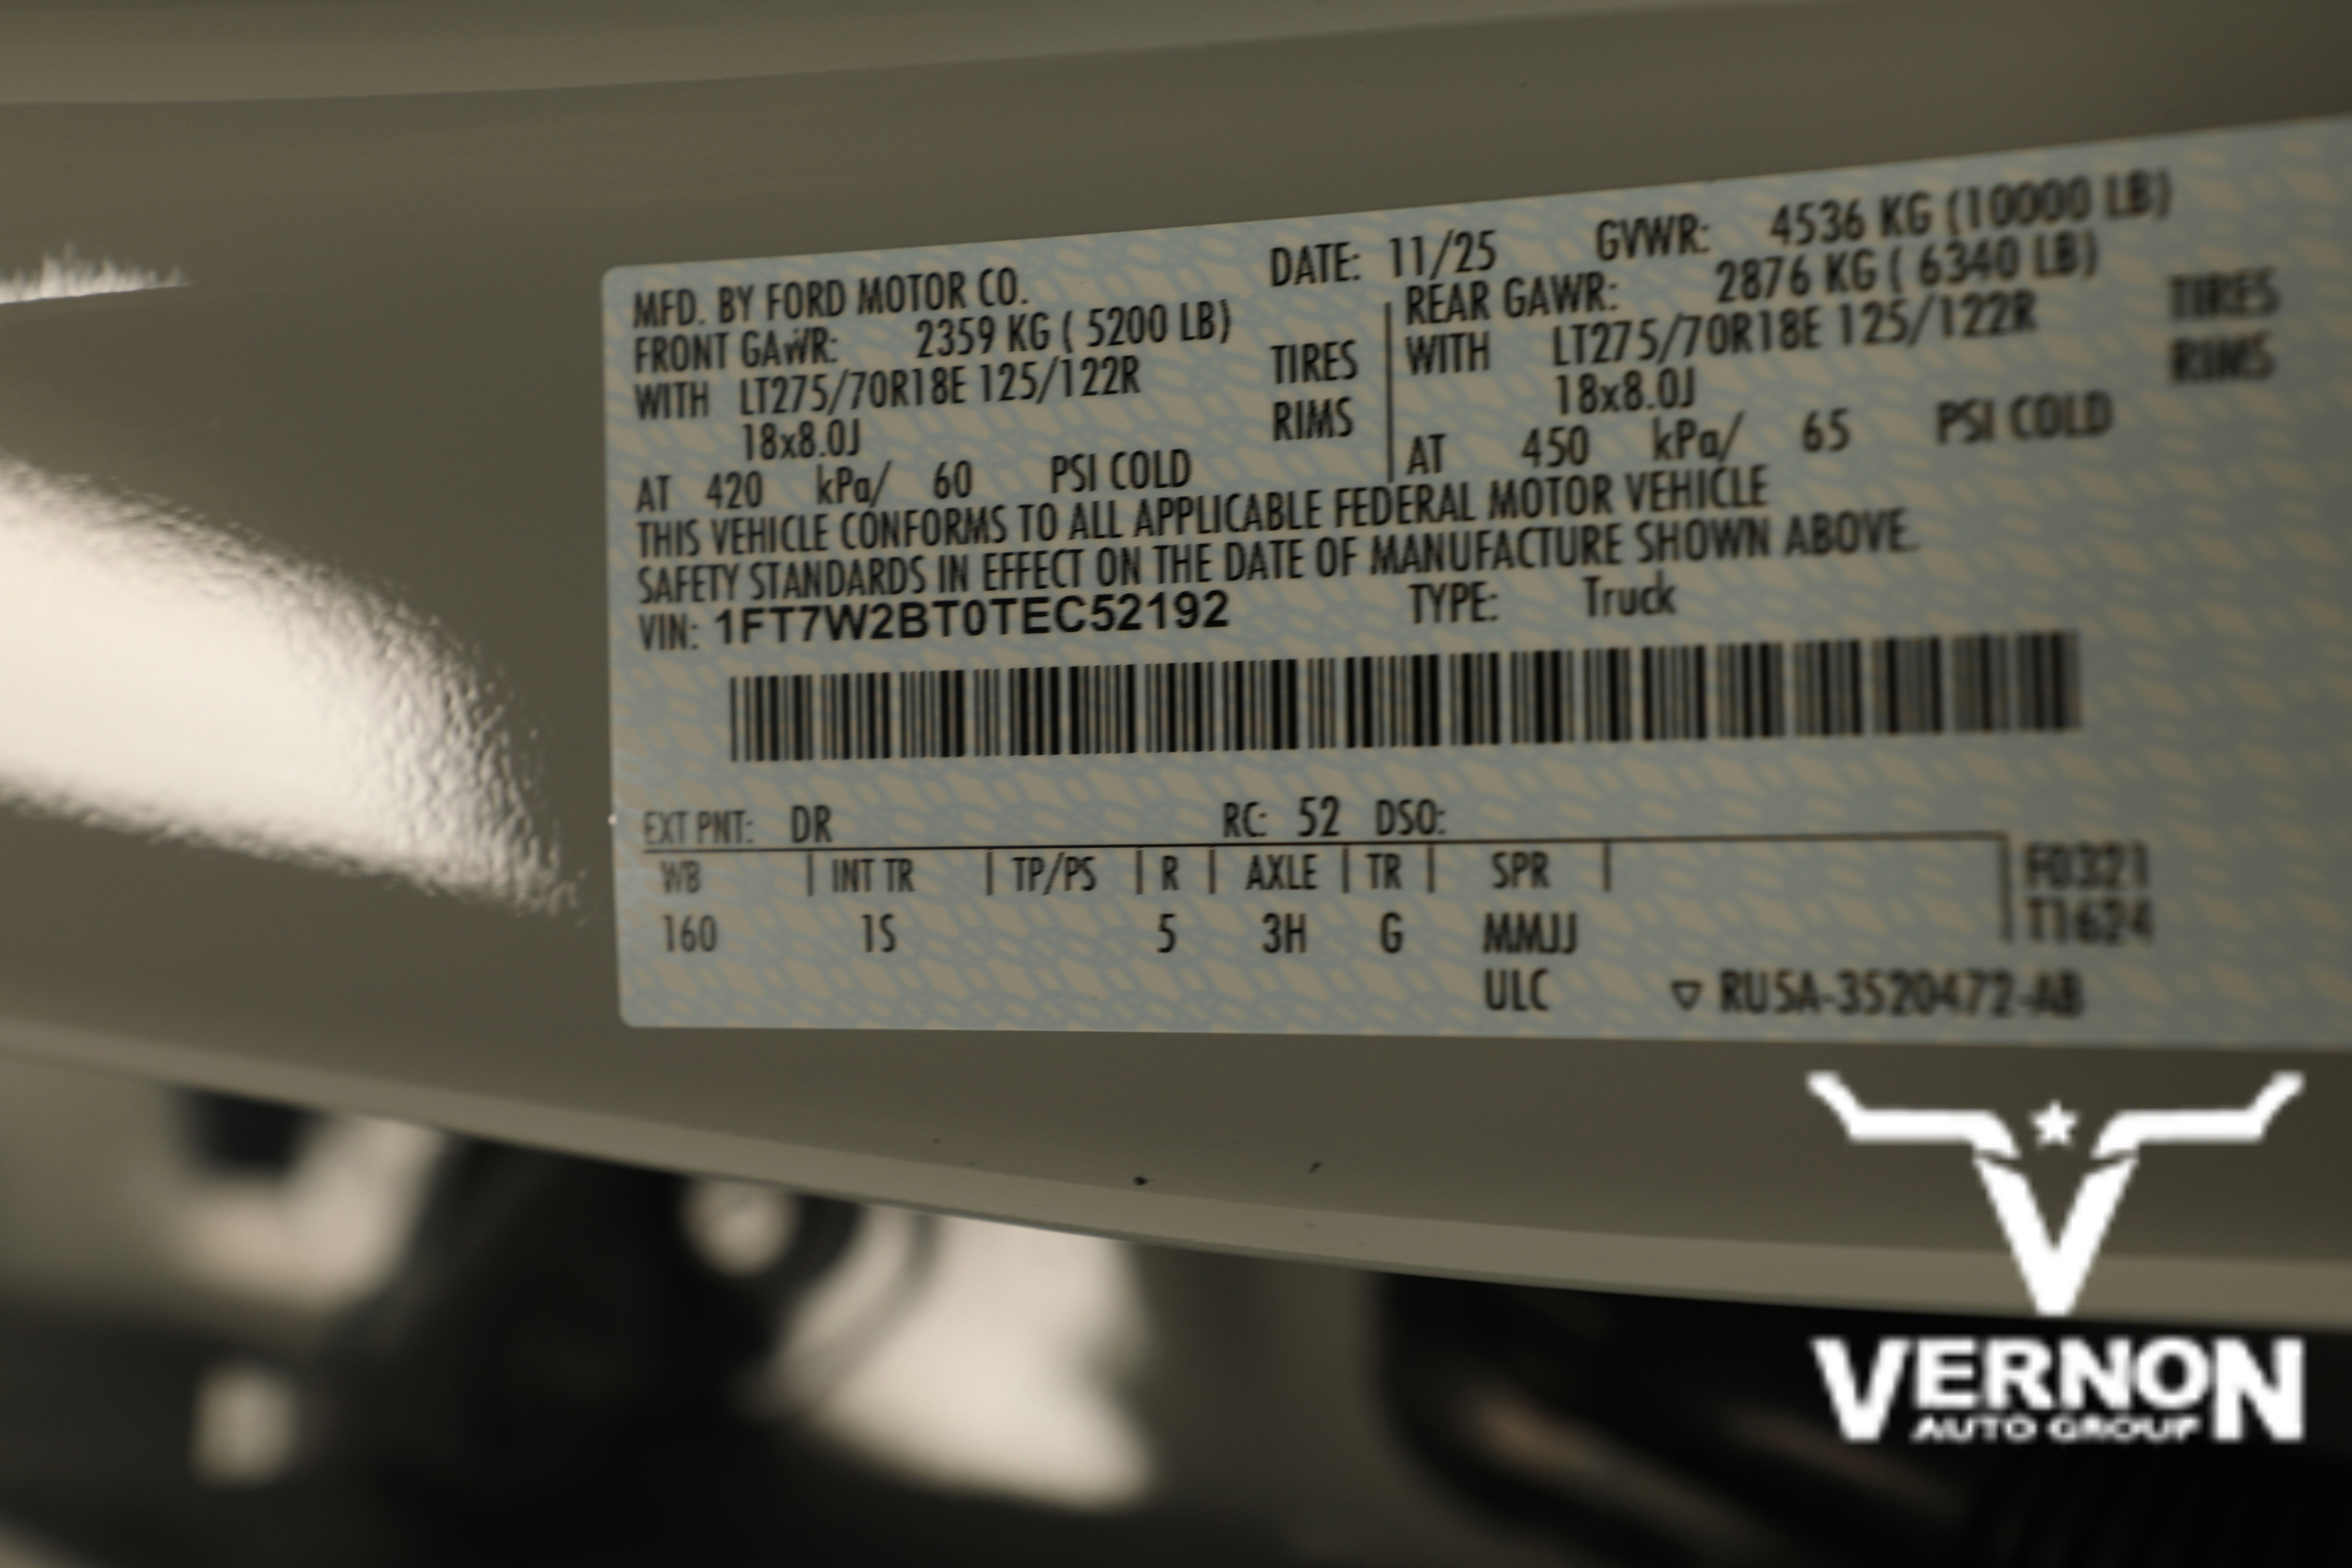 MFD. BY FORD MOTOR CO. DATE: 11/25 GVWR: 4536 KG (10000 LB)
FRONT GAWR: 2359 KG ( 5200 LB) REAR GAWR: 2876 KG ( 6340 LB)
WITH LT275/70R18E 125/122R TIRES WITH LT275/70R18E 125/122R TIRES
18x8.0J RIMS 18x8.0J RIMS
AT 420 kPa/ 60 PSI COLD AT 450 kPa/ 65 PSI COLD
THIS VEHICLE CONFORMS TO ALL APPLICABLE FEDERAL MOTOR VEHICLE
SAFETY STANDARDS IN EFFECT ON THE DATE OF MANUFACTURE SHOWN ABOVE.
VIN: 1FT7W2BT0TEC52192 TYPE: Truck
EXT PNT: DR RC: 52 DSO:
WB INT TR TP/PS R AXLE TR SPR F0321
160 1S 5 3H G MMJJ T1624
ULC ▽ RU5A-3520472-AB
VERNON
AUTO GROUP